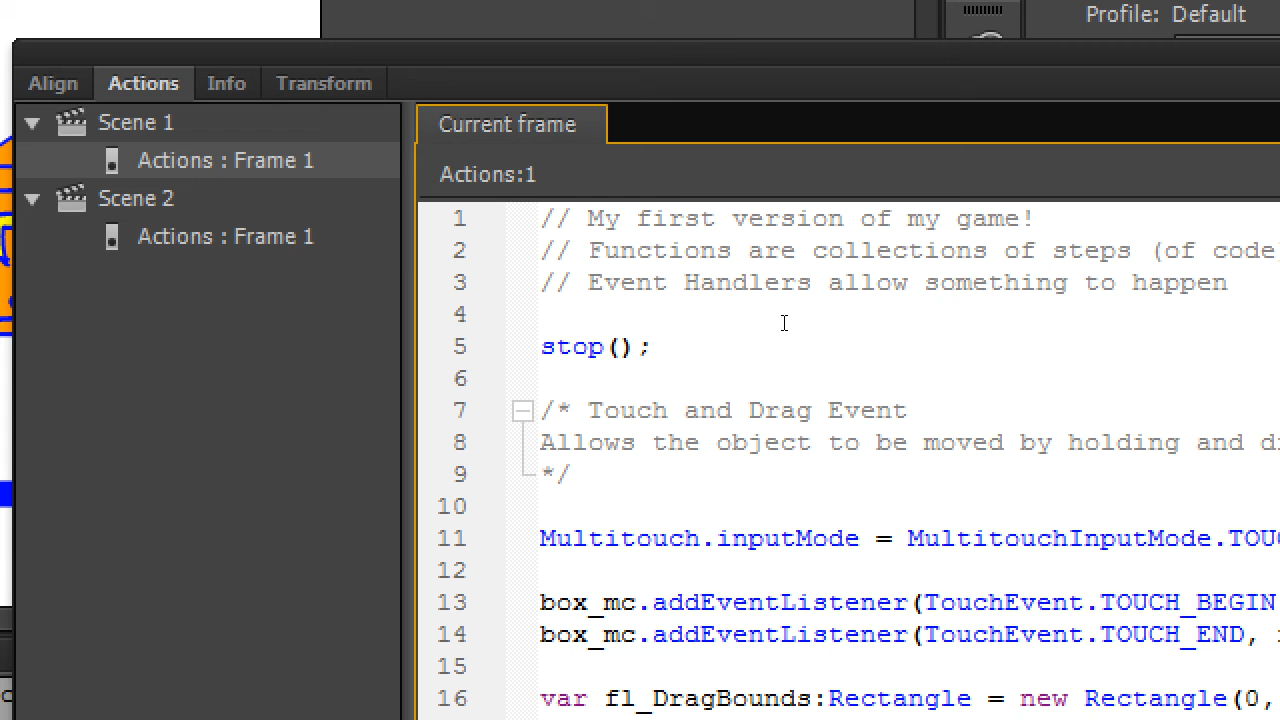 Profile: Default
Align Actions Info Transform
Scene 1
Actions : Frame 1
Scene 2
Actions : Frame 1
Current frame
Actions:1
1 // My first version of my game!
2 // Functions are collections of steps (of code
3 // Event Handlers allow something to happen
4
5 stop();
6
7 /* Touch and Drag Event
8 Allows the object to be moved by holding and
9 */
10
11 Multitouch.inputMode = MultitouchInputMode.TOUC
12
13 box_mc.addEventListener(TouchEvent.TOUCH_BEGIN
14 box_mc.addEventListener(TouchEvent.TOUCH_END,
15
16 var fl_DragBounds:Rectangle = new Rectangle(0,